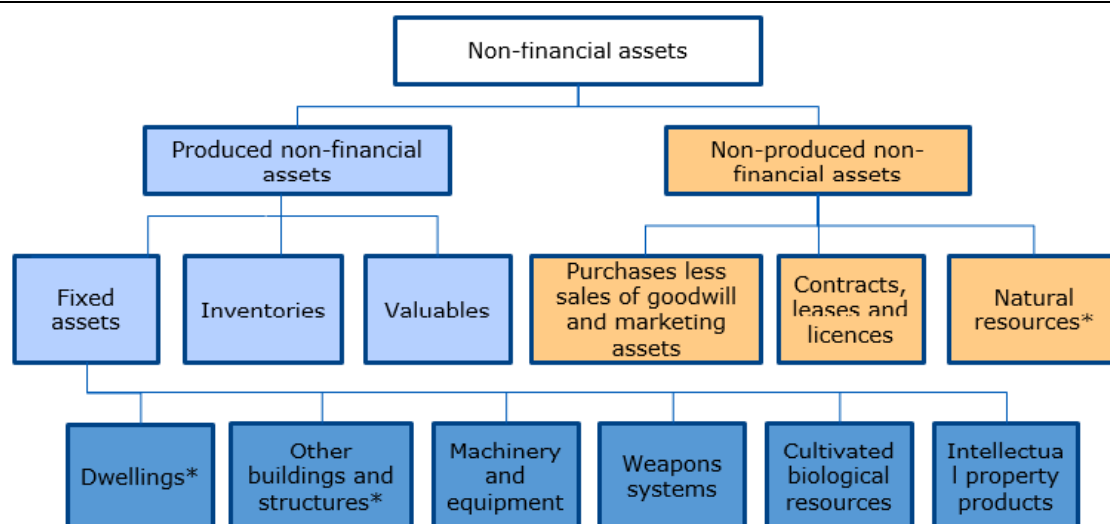 Non-financial assets
Produced non-financial
assets
Non-produced non-
financial assets
Fixed
assets
Inventories
Valuables
Purchases less
sales of goodwill
and marketing
assets
Contracts,
leases and
licences
Natural
resources*
Dwellings*
Other
buildings and
structures*
Machinery
and
equipment
Weapons
systems
Cultivated
biological
resources
Intellectua
l property
products